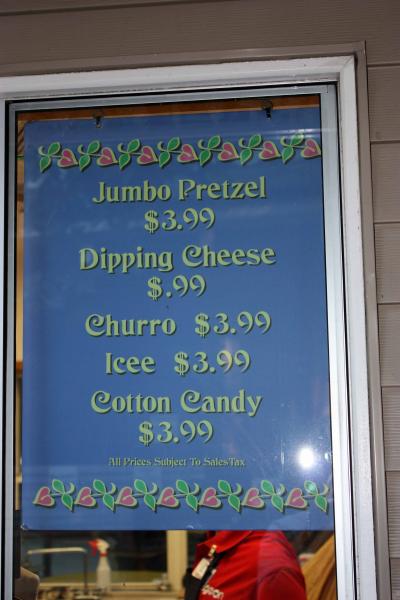 Jumbo Pretzel
$3.99
Dipping Cheese
$.99
Churro $3.99
Icee $3.99
Cotton Candy
$3.99
All Prices Subject To Sales Tax